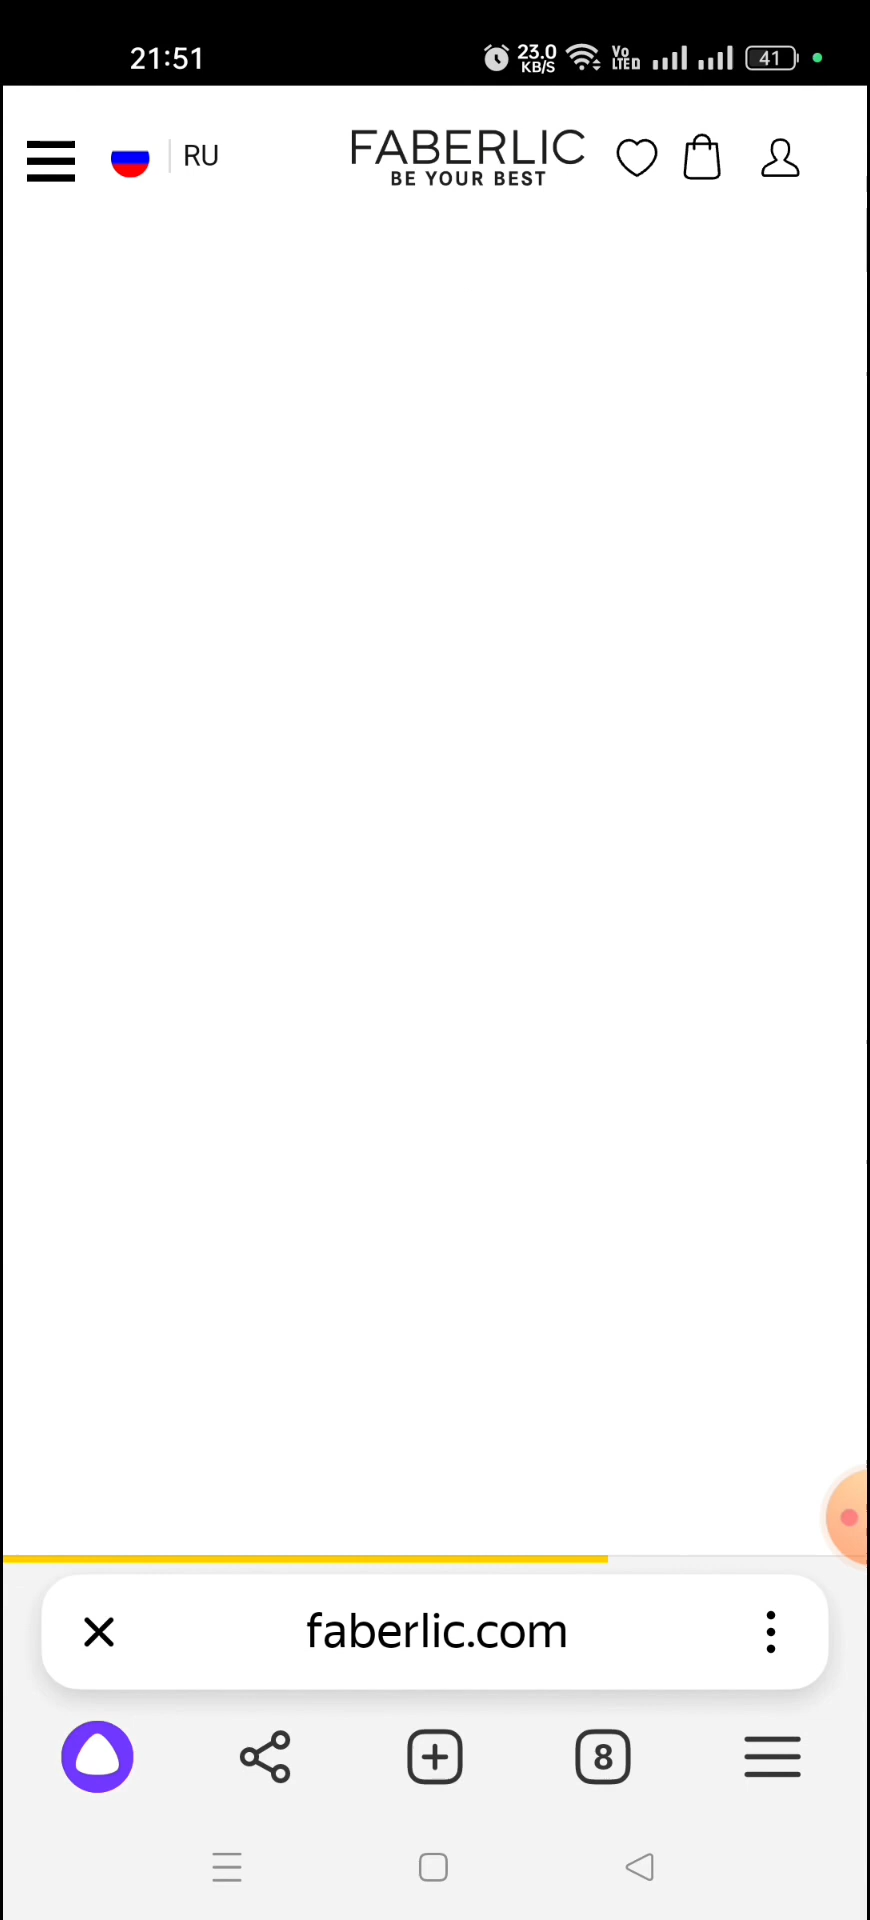 21:51
23.0
KB/S
Vo
LTE
41
RU
FABERLIC
BE YOUR BEST
faberlic.com
8